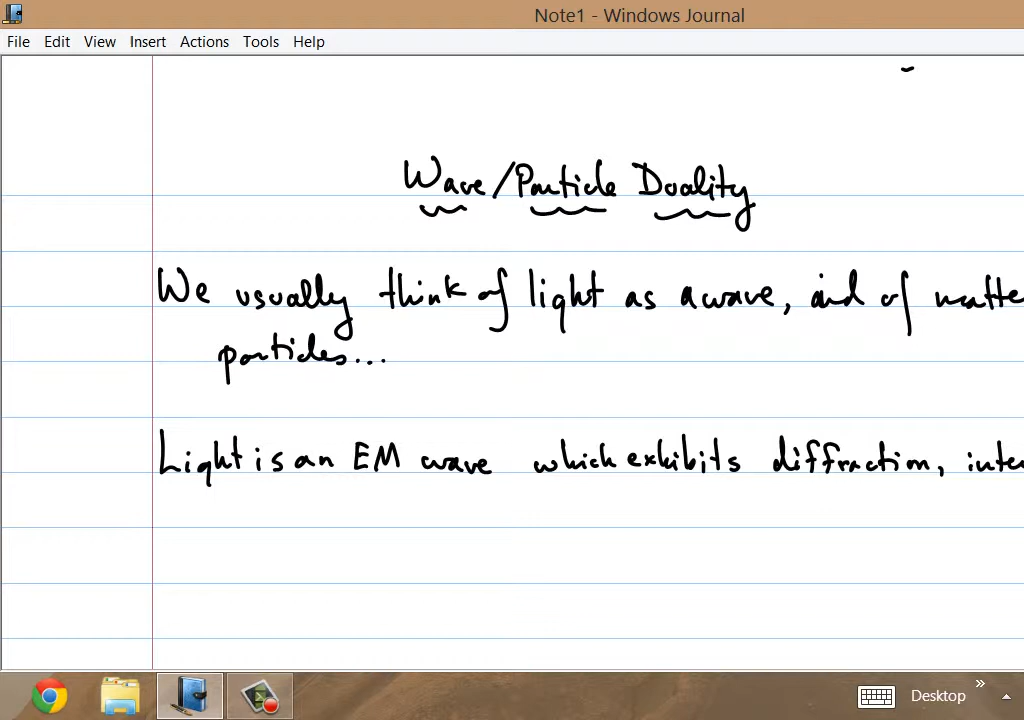 Note1 - Windows Journal
File Edit View Insert Actions Tools Help
Wave/Particle Duality
We usually think of light as a wave, and of matte
particles...
Light is an EM wave which exhibits diffraction, inte
Desktop